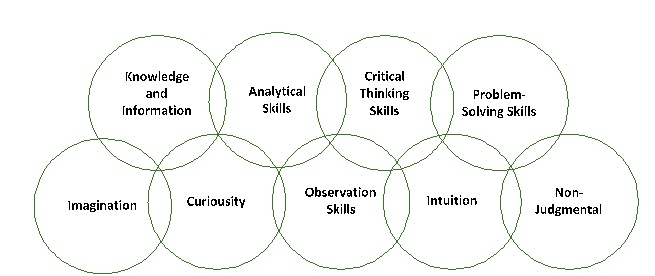 Knowledge
and
Information
Analytical
Skills
Critical
Thinking
Skills
Problem-
Solving Skills
Imagination
Curiousity
Observation
Skills
Intuition
Non-
Judgmental